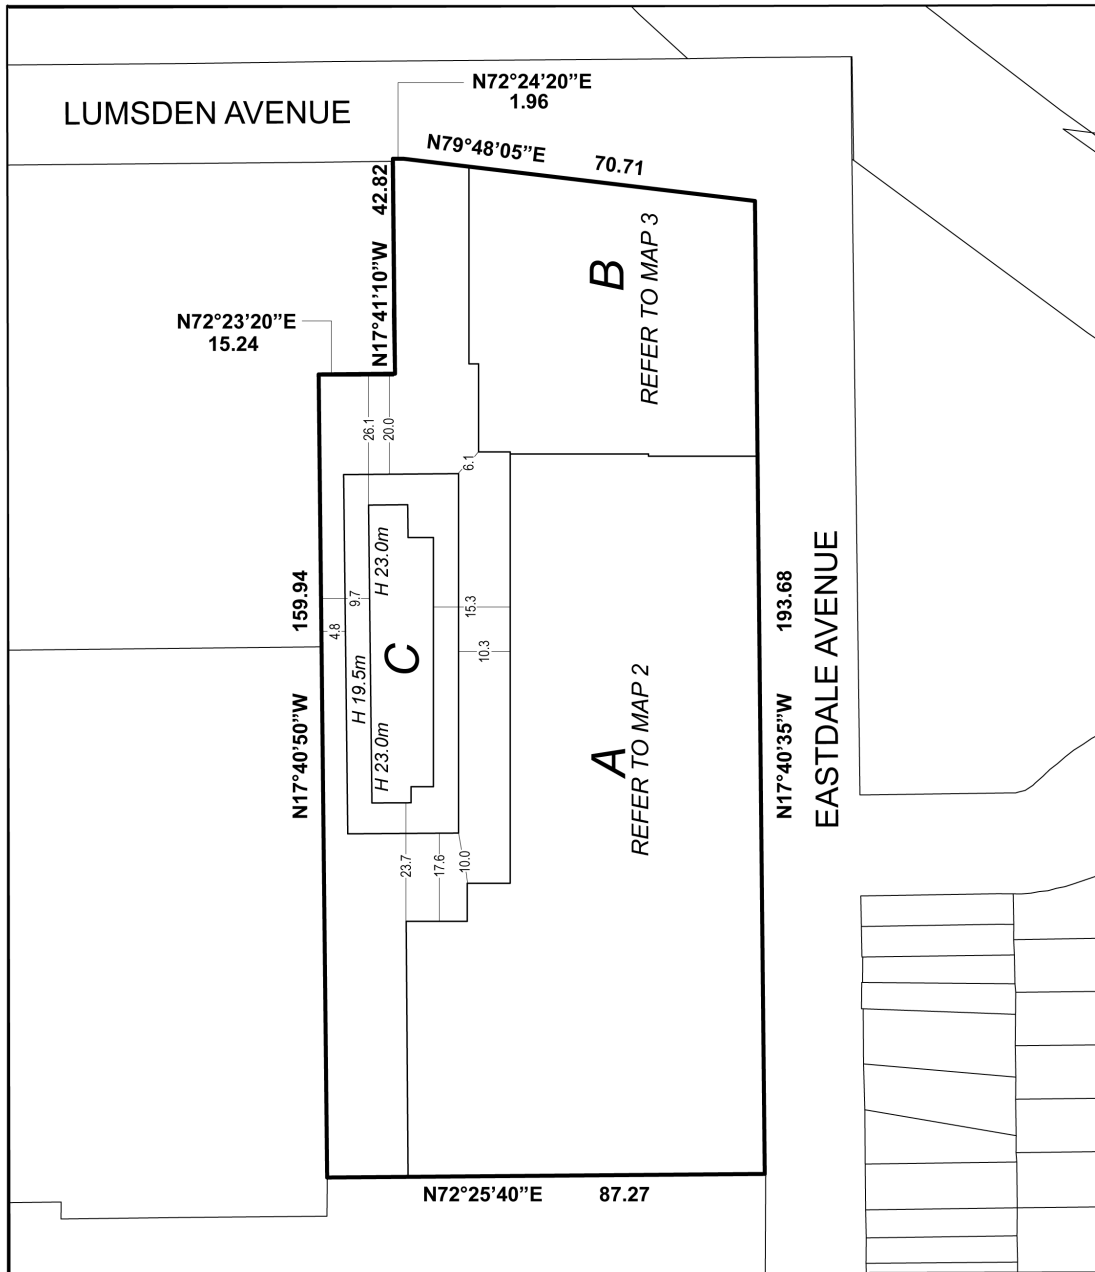 N72°24'20"E
1.96
LUMSDEN AVENUE
N79°48'05"E 70.71
N17°41'10"W 42.82
B
REFER TO MAP 3
N72°23'20"E
15.24
26.1
20.0
6.1
H 23.0m
N17°40'50"W 159.94
9.7
4.8
15.3
10.3
H 19.5m
C
H 23.0m
A
REFER TO MAP 2
N17°40'35"W 193.68
EASTDALE AVENUE
23.7
17.6
10.0
N72°25'40"E 87.27